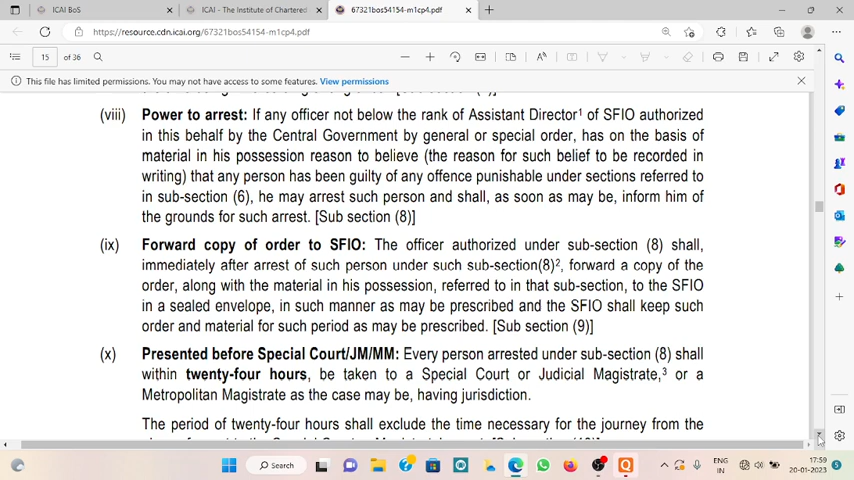 ICAI BoS
ICAI - The Institute of Chartered
67321bos54154-m1cp4.pdf
https://resource.cdn.icai.org/67321bos54154-m1cp4.pdf
15 of 36
This file has limited permissions. You may not have access to some features. View permissions
(viii) Power to arrest: If any officer not below the rank of Assistant Director¹ of SFIO authorized
in this behalf by the Central Government by general or special order, has on the basis of
material in his possession reason to believe (the reason for such belief to be recorded in
writing) that any person has been guilty of any offence punishable under sections referred to
in sub-section (6), he may arrest such person and shall, as soon as may be, inform him of
the grounds for such arrest. [Sub section (8)]
(ix) Forward copy of order to SFIO: The officer authorized under sub-section (8) shall,
immediately after arrest of such person under such sub-section(8)², forward a copy of the
order, along with the material in his possession, referred to in that sub-section, to the SFIO
in a sealed envelope, in such manner as may be prescribed and the SFIO shall keep such
order and material for such period as may be prescribed. [Sub section (9)]
(x) Presented before Special Court/JM/MM: Every person arrested under sub-section (8) shall
within twenty-four hours, be taken to a Special Court or Judicial Magistrate,³ or a
Metropolitan Magistrate as the case may be, having jurisdiction.
The period of twenty-four hours shall exclude the time necessary for the journey from the
Search
ENG
IN
17:59
20-01-2023